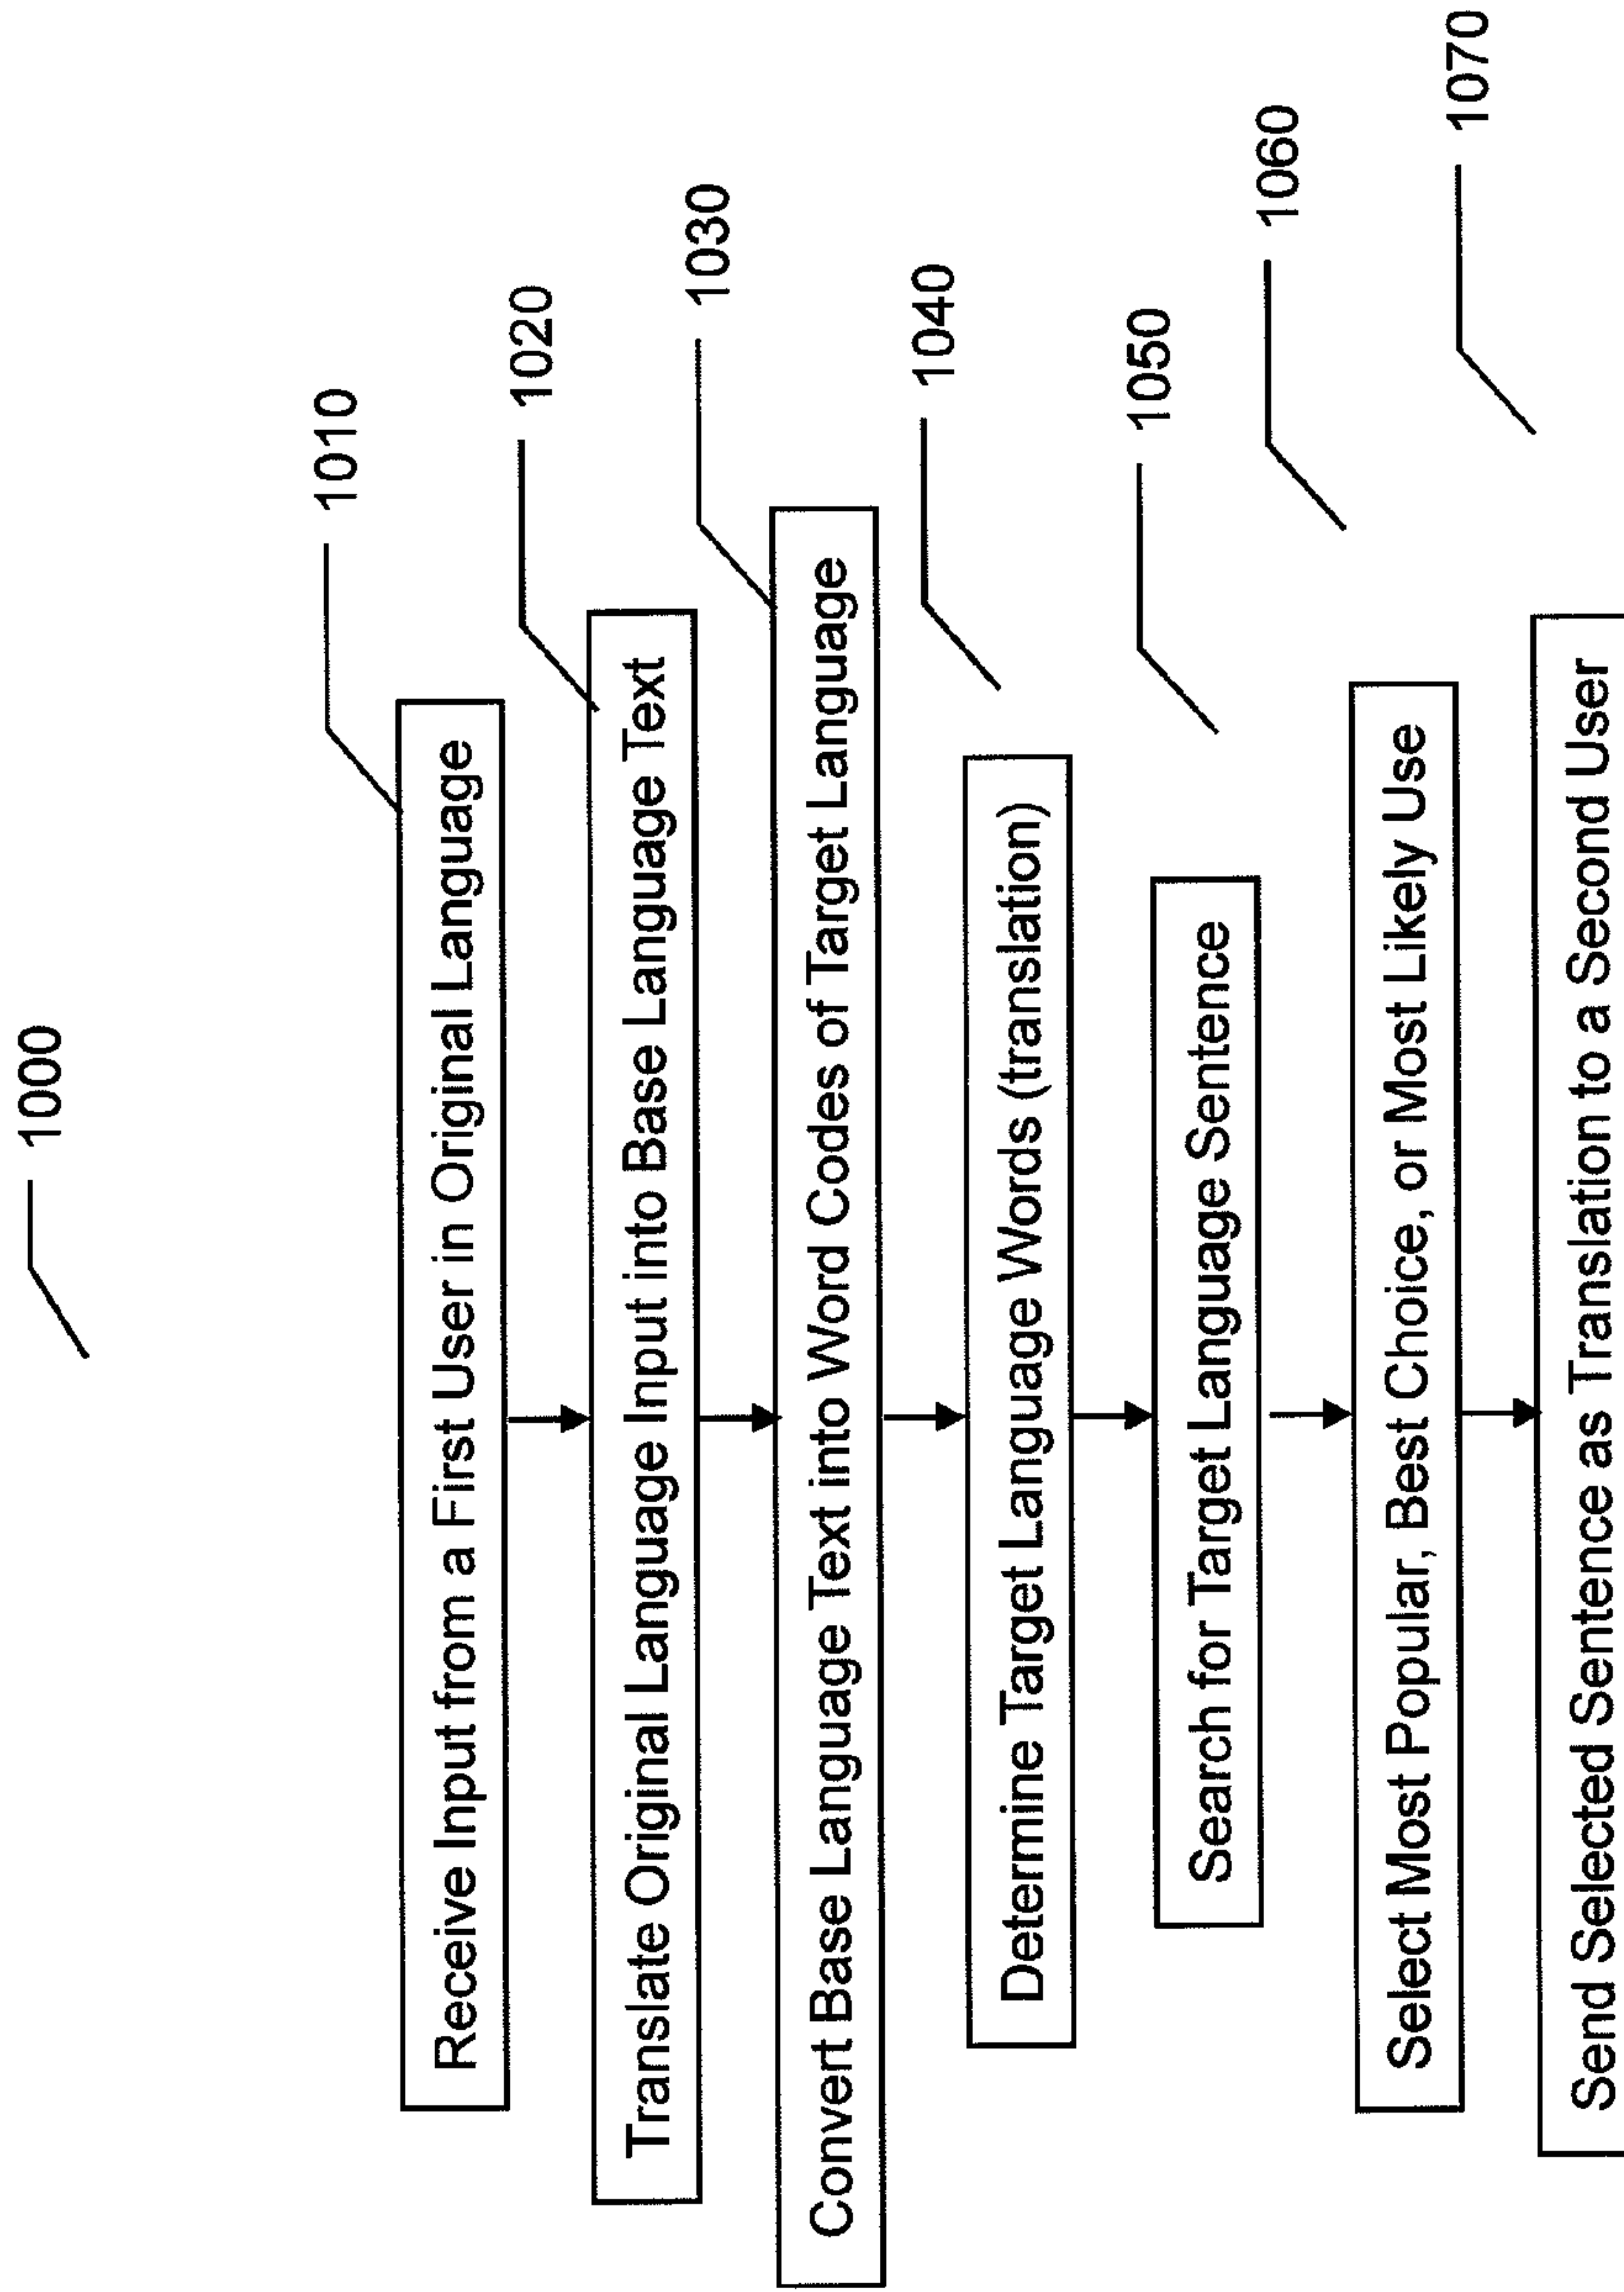 1000
1010
Receive Input from a First User in Original Language
1020
Translate Original Language Input into Base Language Text
1030
Convert Base Language Text into Word Codes of Target Language
1040
Determine Target Language Words (translation)
1050
Search for Target Language Sentence
1060
Select Most Popular, Best Choice, or Most Likely Use
1070
Send Selected Sentence as Translation to a Second User